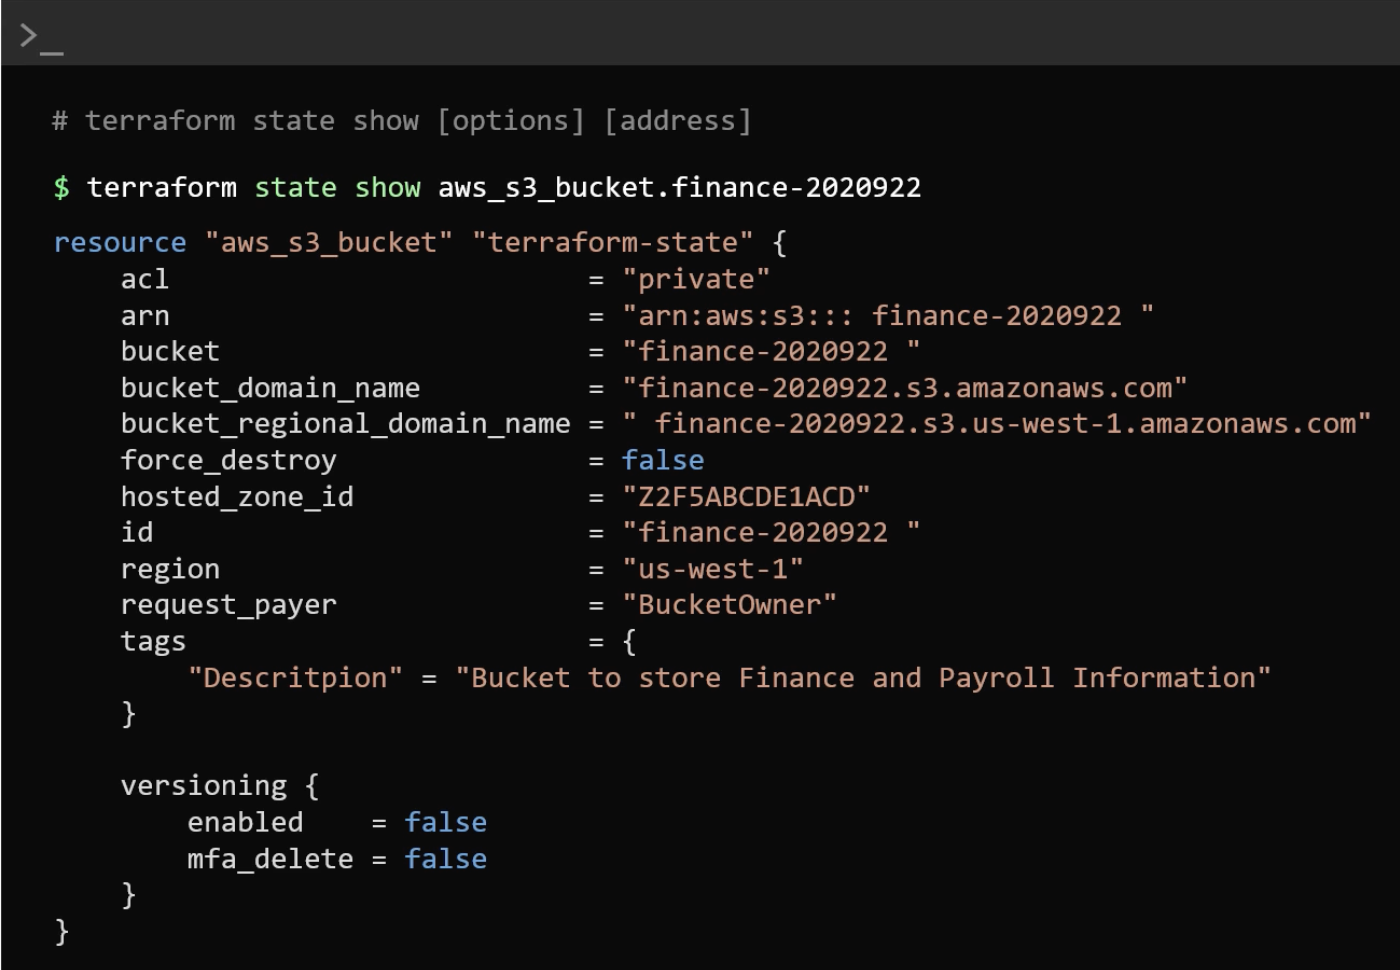 >_
# terraform state show [options] [address]
$ terraform state show aws_s3_bucket.finance-2020922
resource "aws_s3_bucket" "terraform-state" {
    acl                         = "private"
    arn                         = "arn:aws:s3::: finance-2020922 "
    bucket                      = "finance-2020922 "
    bucket_domain_name          = "finance-2020922.s3.amazonaws.com"
    bucket_regional_domain_name = " finance-2020922.s3.us-west-1.amazonaws.com"
    force_destroy               = false
    hosted_zone_id              = "Z2F5ABCDE1ACD"
    id                          = "finance-2020922 "
    region                      = "us-west-1"
    request_payer               = "BucketOwner"
    tags                        = {
        "Descritpion" = "Bucket to store Finance and Payroll Information"
    }
    versioning {
        enabled    = false
        mfa_delete = false
    }
}